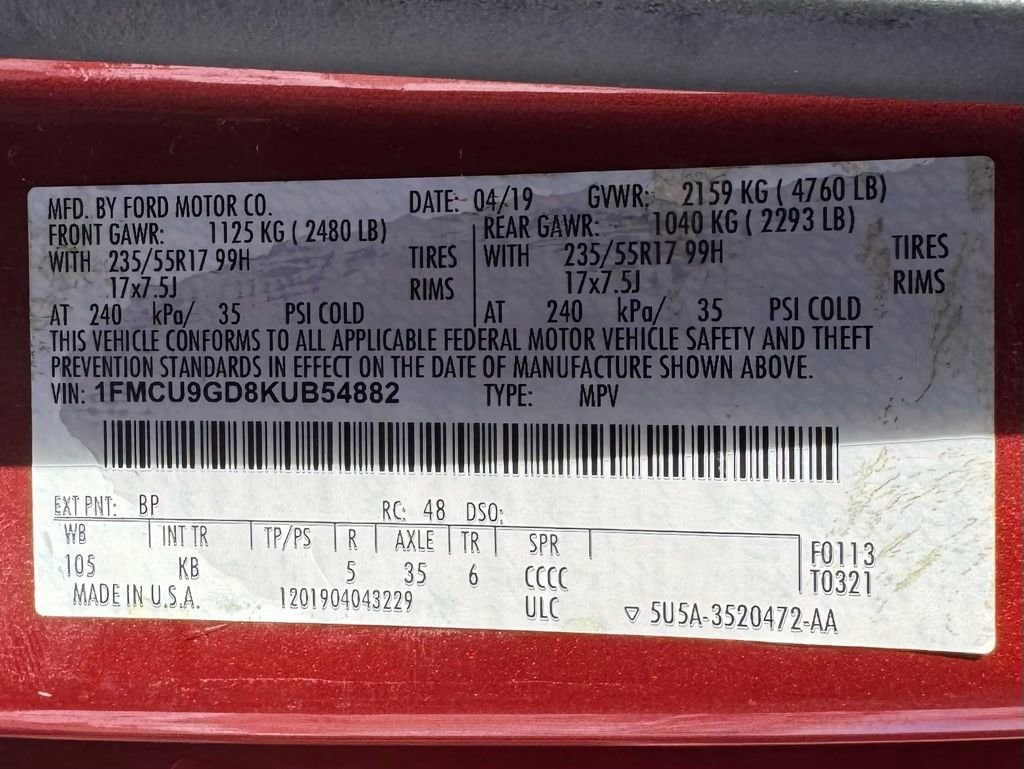 MFD. BY FORD MOTOR CO. DATE: 04/19 GVWR: 2159 KG ( 4760 LB)
FRONT GAWR: 1125 KG ( 2480 LB) REAR GAWR: 1040 KG ( 2293 LB)
WITH 235/55R17 99H TIRES WITH 235/55R17 99H TIRES
17x7.5J RIMS 17x7.5J RIMS
AT 240 kPa/ 35 PSI COLD AT 240 kPa/ 35 PSI COLD
THIS VEHICLE CONFORMS TO ALL APPLICABLE FEDERAL MOTOR VEHICLE SAFETY AND THEFT
PREVENTION STANDARDS IN EFFECT ON THE DATE OF MANUFACTURE SHOWN ABOVE.
VIN: 1FMCU9GD8KUB54882 TYPE: MPV
EXT PNT: BP RC: 48 DSO:
WB INT TR TP/PS R AXLE TR SPR F0113
105 KB 5 35 6 CCCC T0321
MADE IN U.S.A. 1201904043229 ULC ▽ 5U5A-3520472-AA